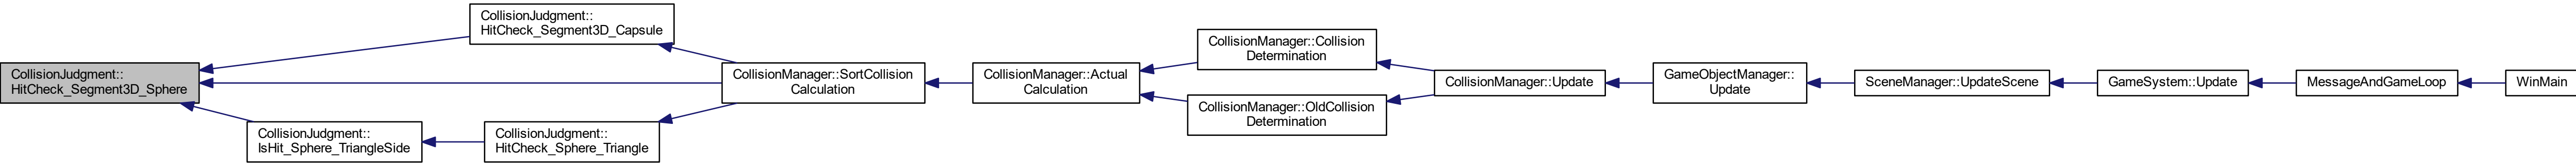 CollisionJudgment::
HitCheck_Segment3D_Sphere
CollisionJudgment::
HitCheck_Segment3D_Capsule
CollisionJudgment::
IsHit_Sphere_TriangleSide
CollisionJudgment::
HitCheck_Sphere_Triangle
CollisionManager::SortCollision
Calculation
CollisionManager::Actual
Calculation
CollisionManager::Collision
Determination
CollisionManager::OldCollision
Determination
CollisionManager::Update
GameObjectManager::
Update
SceneManager::UpdateScene
GameSystem::Update
MessageAndGameLoop
WinMain